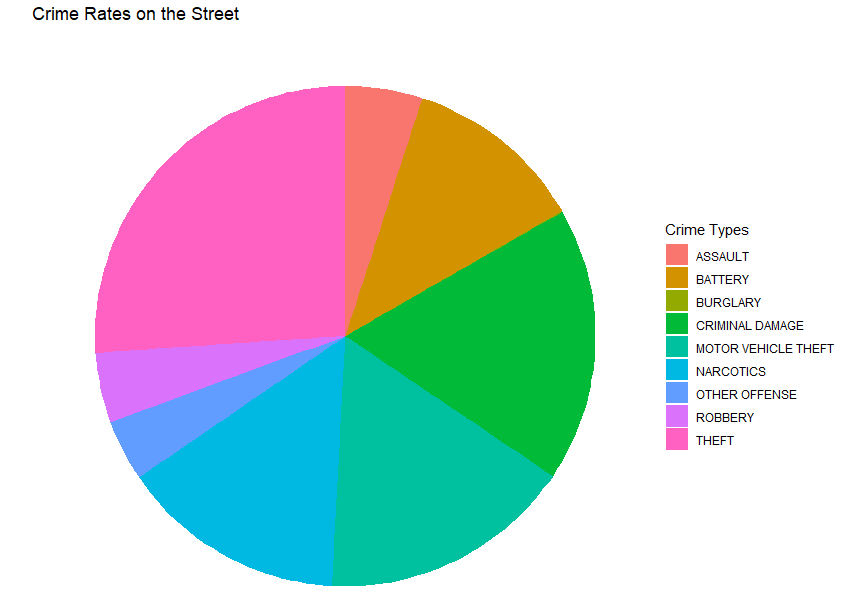 Crime Rates on the Street
Crime Types
ASSAULT
BATTERY
BURGLARY
CRIMINAL DAMAGE
MOTOR VEHICLE THEFT
NARCOTICS
OTHER OFFENSE
ROBBERY
THEFT